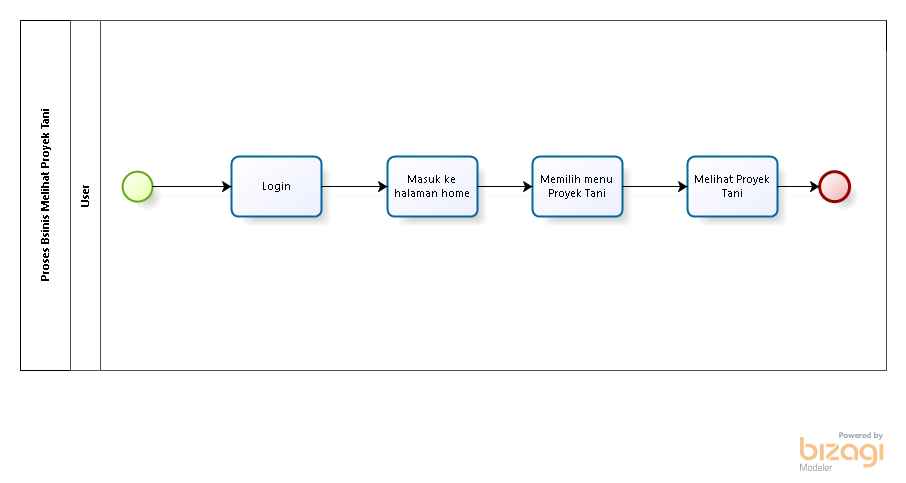 Proses Bsinis Melihat Proyek Tani
User
Login
Masuk ke
halaman home
Memilih menu
Proyek Tani
Melihat Proyek
Tani
Powered by
bizagi
Modeler